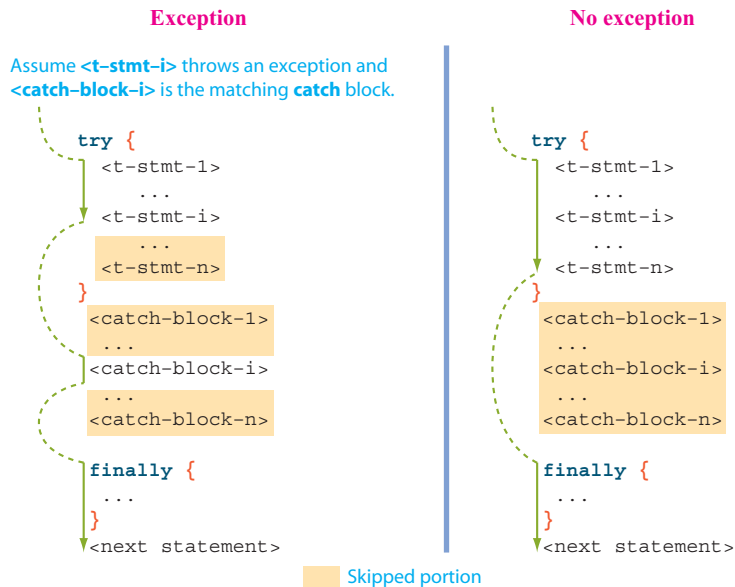 Exception
Assume <t–stmt–i> throws an exception and
<catch–block–i> is the matching catch block.
try {
<t–stmt–1>
...
<t–stmt–i>
...
<t–stmt–n>
}
<catch–block–1>
...
<catch–block–i>
...
<catch–block–n>
finally {
...
}
<next statement>
No exception
try {
<t–stmt–1>
...
<t–stmt–i>
...
<t–stmt–n>
}
<catch–block–1>
...
<catch–block–i>
...
<catch–block–n>
finally {
...
}
<next statement>
Skipped portion